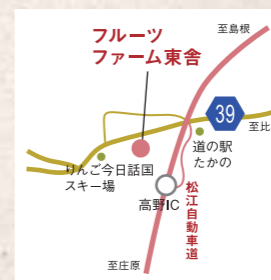 至島根
フルーツ
ファーム東舎
39
至比
道の駅
たかの
りんご今日話国
スキー場
高野IC
松江自動車道
至庄原